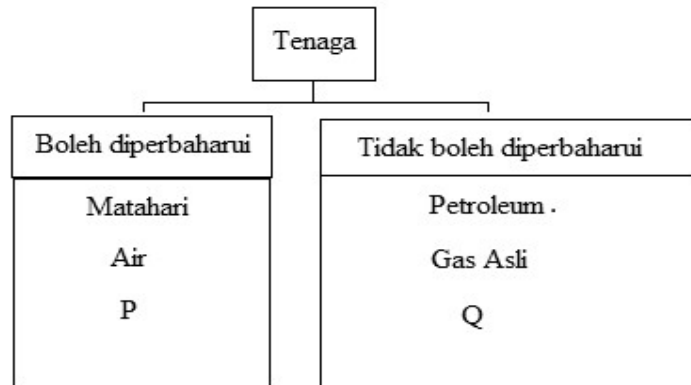 Tenaga
Boleh diperbaharui
Matahari
Air
P
Tidak boleh diperbaharui
Petroleum .
Gas Asli
Q